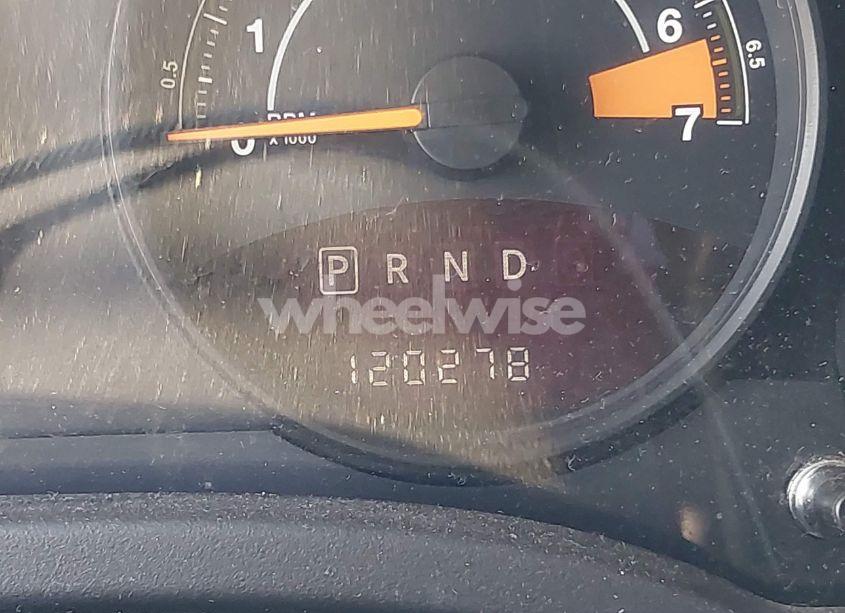 0.5 1 6 6.5
0 RPM 7
x 1000
P R N D
wheelwise
120278